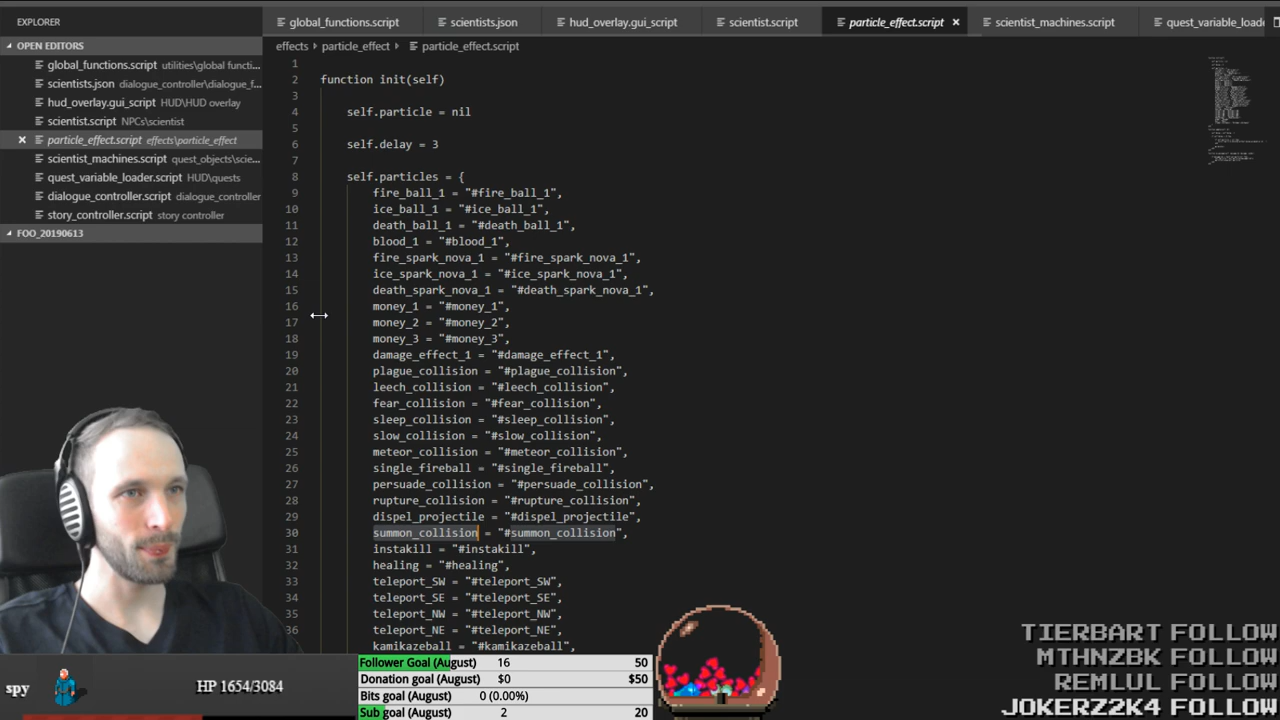 EXPLORER
OPEN EDITORS
global_functions.script utilities\global functi...
scientists.json dialogue_controller\dialogue_f...
hud_overlay.gui_script HUD\HUD overlay
scientist.script NPCs\scientist
particle_effect.script effects\particle_effect
scientist_machines.script quest_objects\scie...
quest_variable_loader.script HUD\quests
dialogue_controller.script dialogue_controller
story_controller.script story controller
FOO_20190613
global_functions.script
scientists.json
hud_overlay.gui_script
scientist.script
particle_effect.script
scientist_machines.script
quest_variable_loade
effects particle_effect particle_effect.script
1
2 function init(self)
3
4 self.particle = nil
5
6 self.delay = 3
7
8 self.particles = {
9 fire_ball_1 = "#fire_ball_1",
10 ice_ball_1 = "#ice_ball_1",
11 death_ball_1 = "#death_ball_1",
12 blood_1 = "#blood_1",
13 fire_spark_nova_1 = "#fire_spark_nova_1",
14 ice_spark_nova_1 = "#ice_spark_nova_1",
15 death_spark_nova_1 = "#death_spark_nova_1",
16 money_1 = "#money_1",
17 money_2 = "#money_2",
18 money_3 = "#money_3",
19 damage_effect_1 = "#damage_effect_1",
20 plague_collision = "#plague_collision",
21 leech_collision = "#leech_collision",
22 fear_collision = "#fear_collision",
23 sleep_collision = "#sleep_collision",
24 slow_collision = "#slow_collision",
25 meteor_collision = "#meteor_collision",
26 single_fireball = "#single_fireball",
27 persuade_collision = "#persuade_collision",
28 rupture_collision = "#rupture_collision",
29 dispel_projectile = "#dispel_projectile",
30 summon_collision = "#summon_collision",
31 instakill = "#instakill",
32 healing = "#healing",
33 teleport_SW = "#teleport_SW",
34 teleport_SE = "#teleport_SE",
35 teleport_NW = "#teleport_NW",
36 teleport_NE = "#teleport_NE",
kamikazeball = "#kamikazeball",
spy
HP 1654/3084
Follower Goal (August) 16 50
Donation goal (August) $0 $50
Bits goal (August) 0 (0.00%)
Sub goal (August) 2 20
TIERBART FOLLOW
MTHNZBK FOLLOW
REMLUL FOLLOW
JOKERZ2K4 FOLLOW